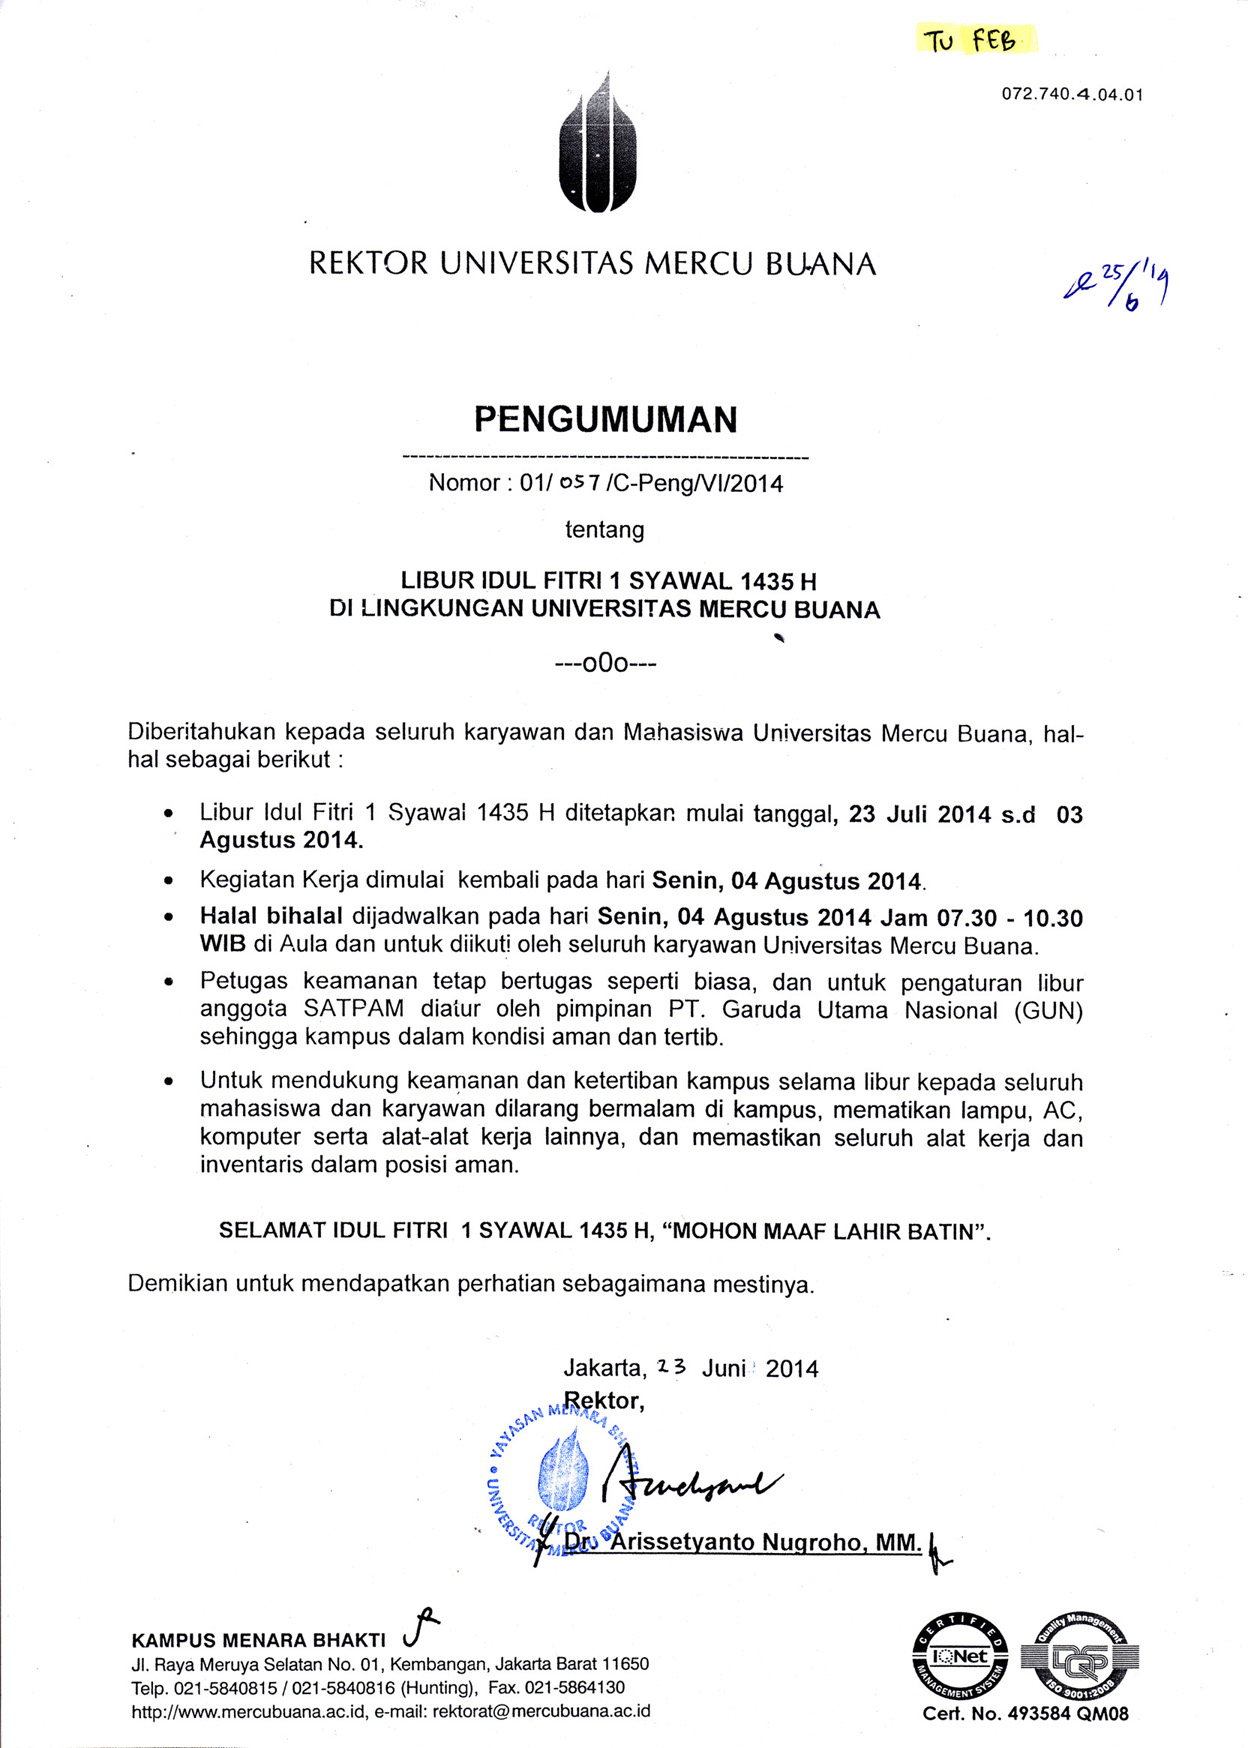 TU FEB
072.740.4.04.01
REKTOR UNIVERSITAS MERCU BUANA
25/6 '14
PENGUMUMAN
---------------------------------------------------
Nomor : 01/ 057 /C-Peng/VI/2014
tentang
LIBUR IDUL FITRI 1 SYAWAL 1435 H
DI LINGKUNGAN UNIVERSITAS MERCU BUANA
---o0o---
Diberitahukan kepada seluruh karyawan dan Mahasiswa Universitas Mercu Buana, hal-
hal sebagai berikut :
• Libur Idul Fitri 1 Syawal 1435 H ditetapkan mulai tanggal, 23 Juli 2014 s.d 03
Agustus 2014.
• Kegiatan Kerja dimulai kembali pada hari Senin, 04 Agustus 2014.
• Halal bihalal dijadwalkan pada hari Senin, 04 Agustus 2014 Jam 07.30 - 10.30
WIB di Aula dan untuk diikuti oleh seluruh karyawan Universitas Mercu Buana.
• Petugas keamanan tetap bertugas seperti biasa, dan untuk pengaturan libur
anggota SATPAM diatur oleh pimpinan PT. Garuda Utama Nasional (GUN)
sehingga kampus dalam kondisi aman dan tertib.
• Untuk mendukung keamanan dan ketertiban kampus selama libur kepada seluruh
mahasiswa dan karyawan dilarang bermalam di kampus, mematikan lampu, AC,
komputer serta alat-alat kerja lainnya, dan memastikan seluruh alat kerja dan
inventaris dalam posisi aman.
SELAMAT IDUL FITRI 1 SYAWAL 1435 H, “MOHON MAAF LAHIR BATIN”.
Demikian untuk mendapatkan perhatian sebagaimana mestinya.
Jakarta, 23 Juni 2014
Rektor,
YAYASAN MENARA BHAKTI
UNIVERSITAS MERCU BUANA
REKTOR
Dr. Arissetyanto Nugroho, MM.
KAMPUS MENARA BHAKTI
Jl. Raya Meruya Selatan No. 01, Kembangan, Jakarta Barat 11650
Telp. 021-5840815 / 021-5840816 (Hunting), Fax. 021-5864130
http://www.mercubuana.ac.id, e-mail: rektorat@mercubuana.ac.id
CERTIFIED
IQNet
MANAGEMENT SYSTEM
Quality Management
DQS
ISO 9001:2008
Cert. No. 493584 QM08